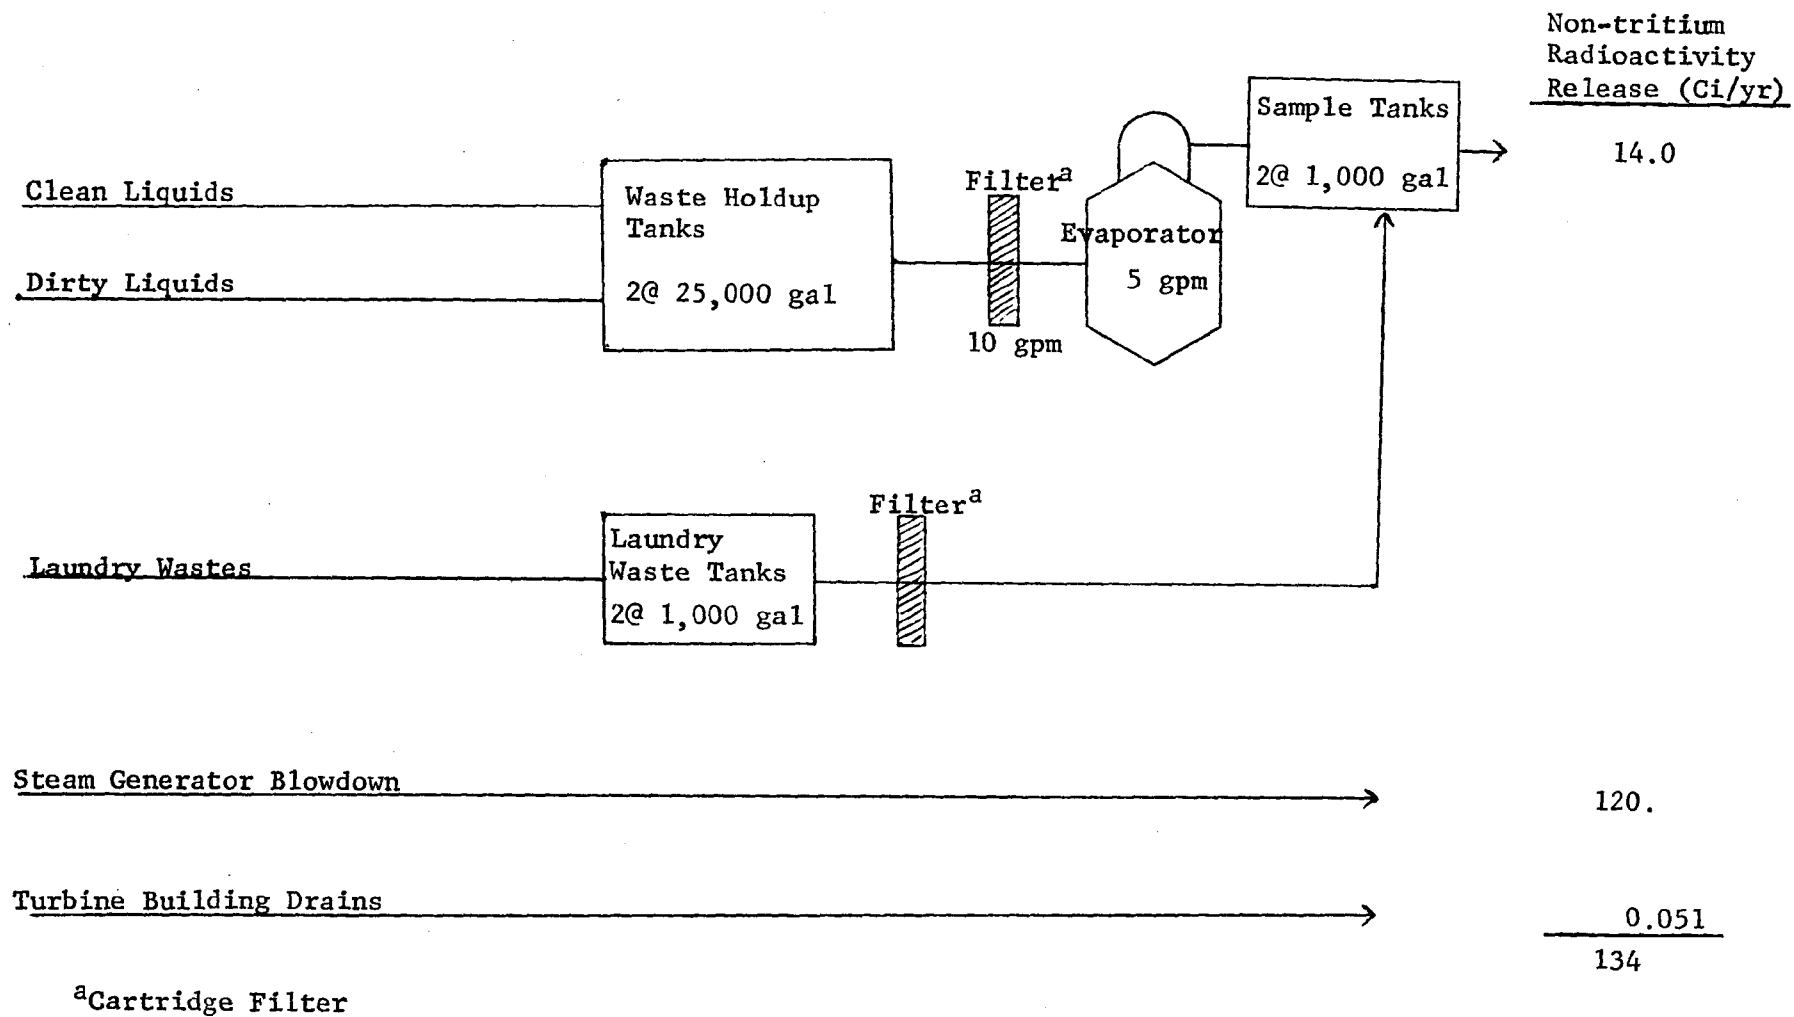 Non-tritium
Radioactivity
Release (Ci/yr)
Sample Tanks
2@ 1,000 gal
14.0
Clean Liquids
Dirty Liquids
Waste Holdup
Tanks
2@ 25,000 gal
Filterª
10 gpm
Evaporator
5 gpm
Laundry Wastes
Laundry
Waste Tanks
2@ 1,000 gal
Filterª
Steam Generator Blowdown
120.
Turbine Building Drains
0.051
134
ªCartridge Filter